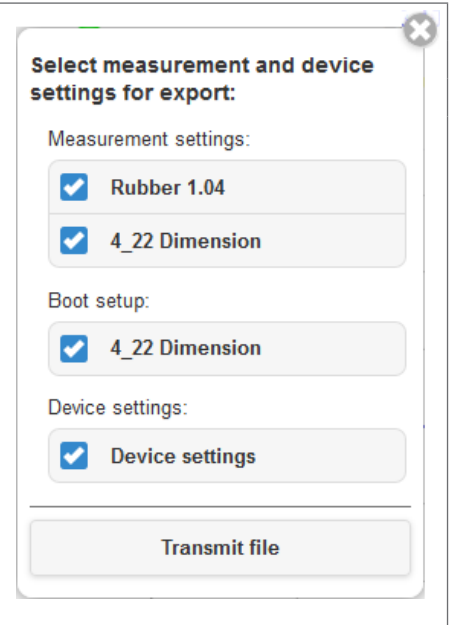 Select measurement and device
settings for export:
Measurement settings:
Rubber 1.04
4_22 Dimension
Boot setup:
4_22 Dimension
Device settings:
Device settings
Transmit file